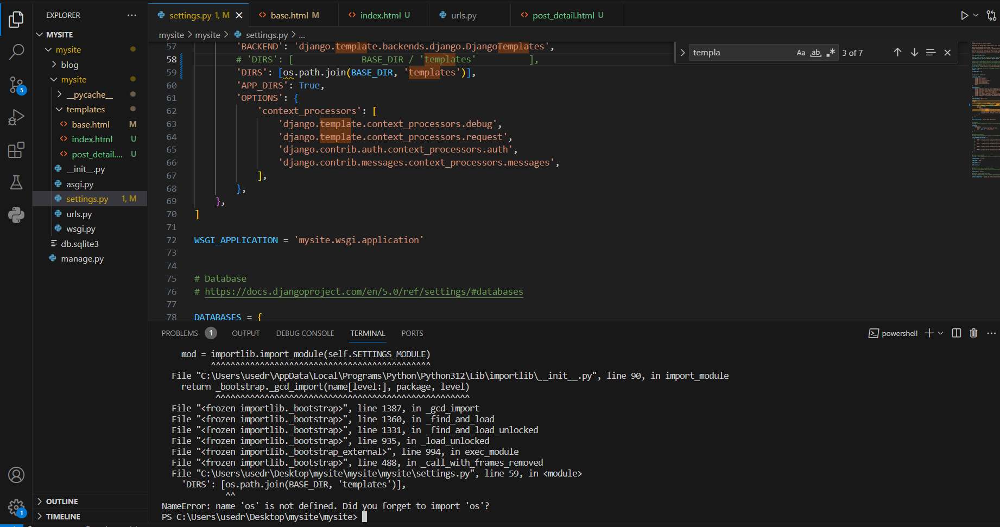 EXPLORER
MYSITE
mysite
blog
mysite
__pycache__
templates
base.html M
index.html U
post_detail.... U
__init__.py
asgi.py
settings.py 1, M
urls.py
wsgi.py
db.sqlite3
manage.py
OUTLINE
TIMELINE
5
1
settings.py 1, M
base.html M
index.html U
urls.py
post_detail.html U
mysite > mysite > settings.py > ...
templa
Aa ab 3 of 7
57 'BACKEND': 'django.template.backends.django.DjangoTemplates',
58 # 'DIRS': [ BASE_DIR / 'templates' ],
59 'DIRS': [os.path.join(BASE_DIR, 'templates')],
60 'APP_DIRS': True,
61 'OPTIONS': {
62 'context_processors': [
63 'django.template.context_processors.debug',
64 'django.template.context_processors.request',
65 'django.contrib.auth.context_processors.auth',
66 'django.contrib.messages.context_processors.messages',
67 ],
68 },
69 },
70 ]
71
72 WSGI_APPLICATION = 'mysite.wsgi.application'
73
74
75 # Database
76 # https://docs.djangoproject.com/en/5.0/ref/settings/#databases
77
78 DATABASES = {
PROBLEMS 1 OUTPUT DEBUG CONSOLE TERMINAL PORTS
powershell
mod = importlib.import_module(self.SETTINGS_MODULE)
^^^^^^^^^^^^^^^^^^^^^^^^^^^^^^^^^^^^^^^^^^^^^
File "C:\Users\usedr\AppData\Local\Programs\Python\Python312\Lib\importlib\__init__.py", line 90, in import_module
return _bootstrap._gcd_import(name[level:], package, level)
^^^^^^^^^^^^^^^^^^^^^^^^^^^^^^^^^^^^^^^^^^^^^^^^^^^^
File "<frozen importlib._bootstrap>", line 1387, in _gcd_import
File "<frozen importlib._bootstrap>", line 1360, in _find_and_load
File "<frozen importlib._bootstrap>", line 1331, in _find_and_load_unlocked
File "<frozen importlib._bootstrap>", line 935, in _load_unlocked
File "<frozen importlib._bootstrap_external>", line 994, in exec_module
File "<frozen importlib._bootstrap>", line 488, in _call_with_frames_removed
File "C:\Users\usedr\Desktop\mysite\mysite\mysite\settings.py", line 59, in <module>
'DIRS': [os.path.join(BASE_DIR, 'templates')],
^^
NameError: name 'os' is not defined. Did you forget to import 'os'?
PS C:\Users\usedr\Desktop\mysite\mysite>